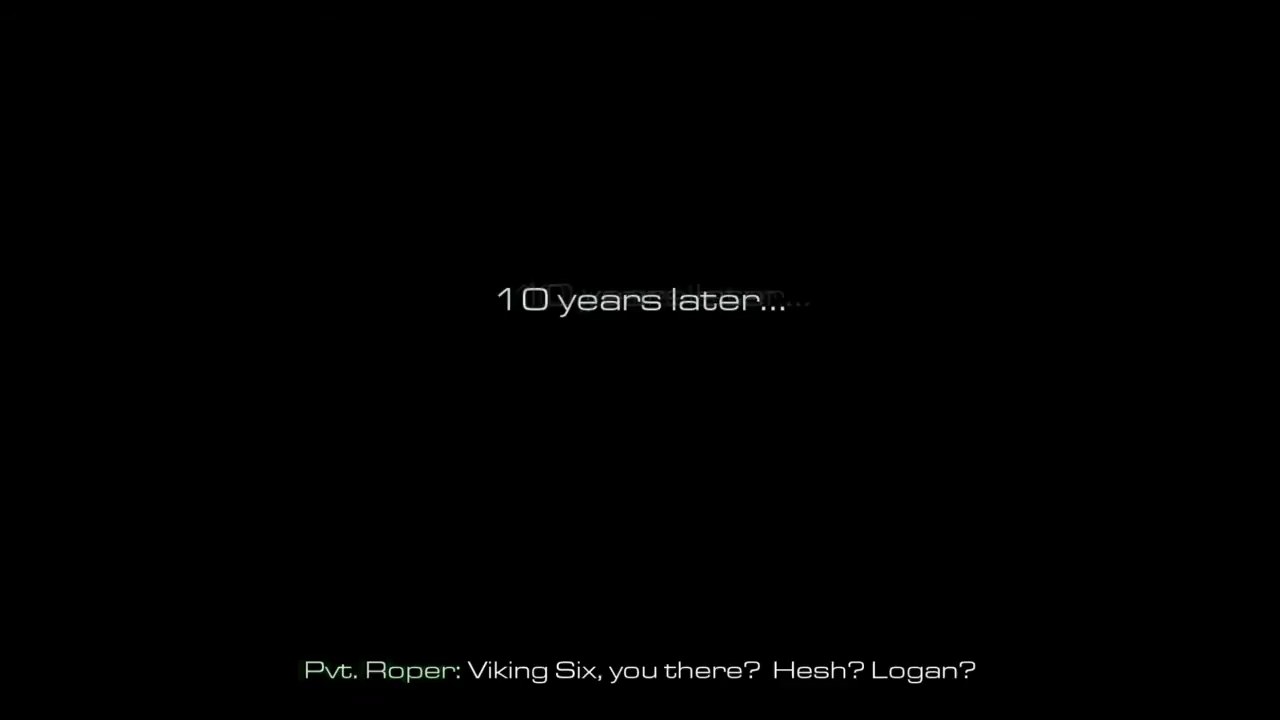 10 years later...
Pvt. Roper: Viking Six, you there?  Hesh? Logan?